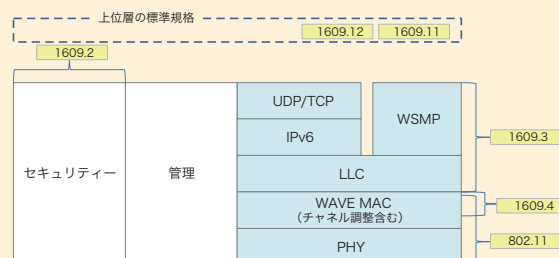 上位層の標準規格
1609.12
1609.11
1609.2
UDP/TCP
WSMP
IPv6
1609.3
セキュリティー
管理
LLC
WAVE MAC
（チャネル調整含む）
1609.4
PHY
802.11